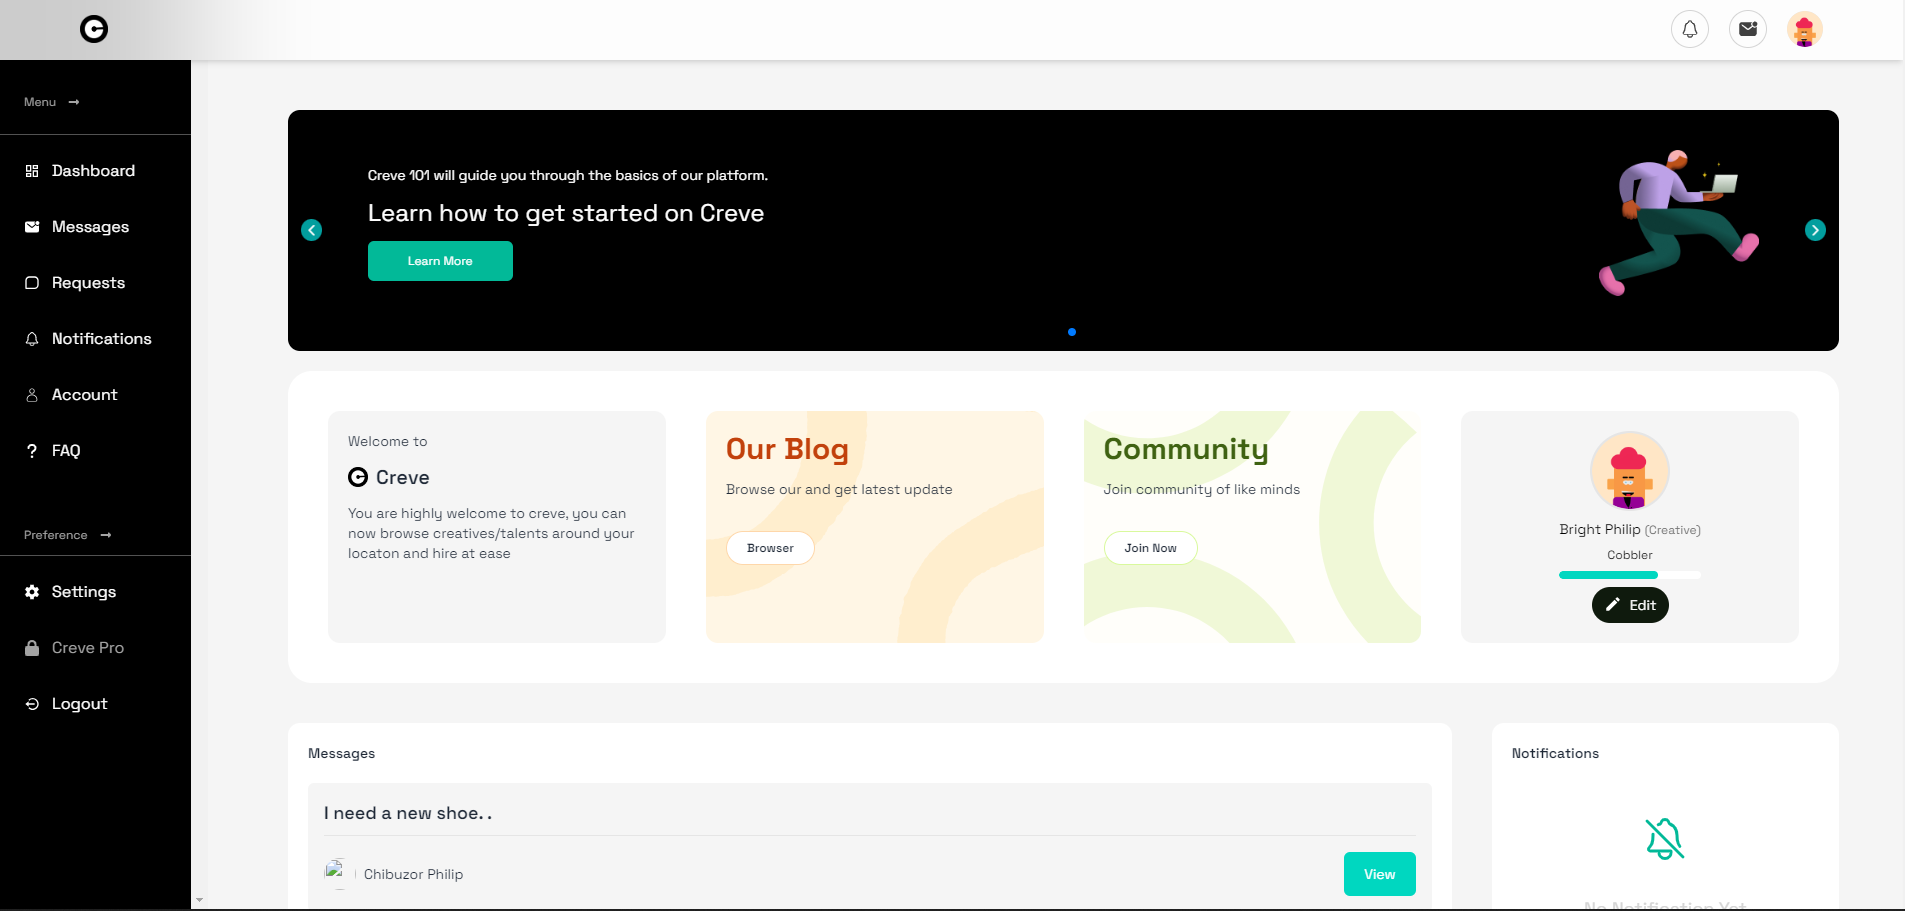 Menu
Dashboard
Messages
Requests
Notifications
Account
FAQ
Preference
Settings
Creve Pro
Logout
Creve 101 will guide you through the basics of our platform.
Learn how to get started on Creve
Learn More
Welcome to
Creve
You are highly welcome to creve, you can
now browse creatives/talents around your
locaton and hire at ease
Our Blog
Browse our and get latest update
Browser
Community
Join community of like minds
Join Now
Bright Philip (Creative)
Cobbler
Edit
Messages
I need a new shoe. .
Chibuzor Philip
View
Notifications
No Notification Yet